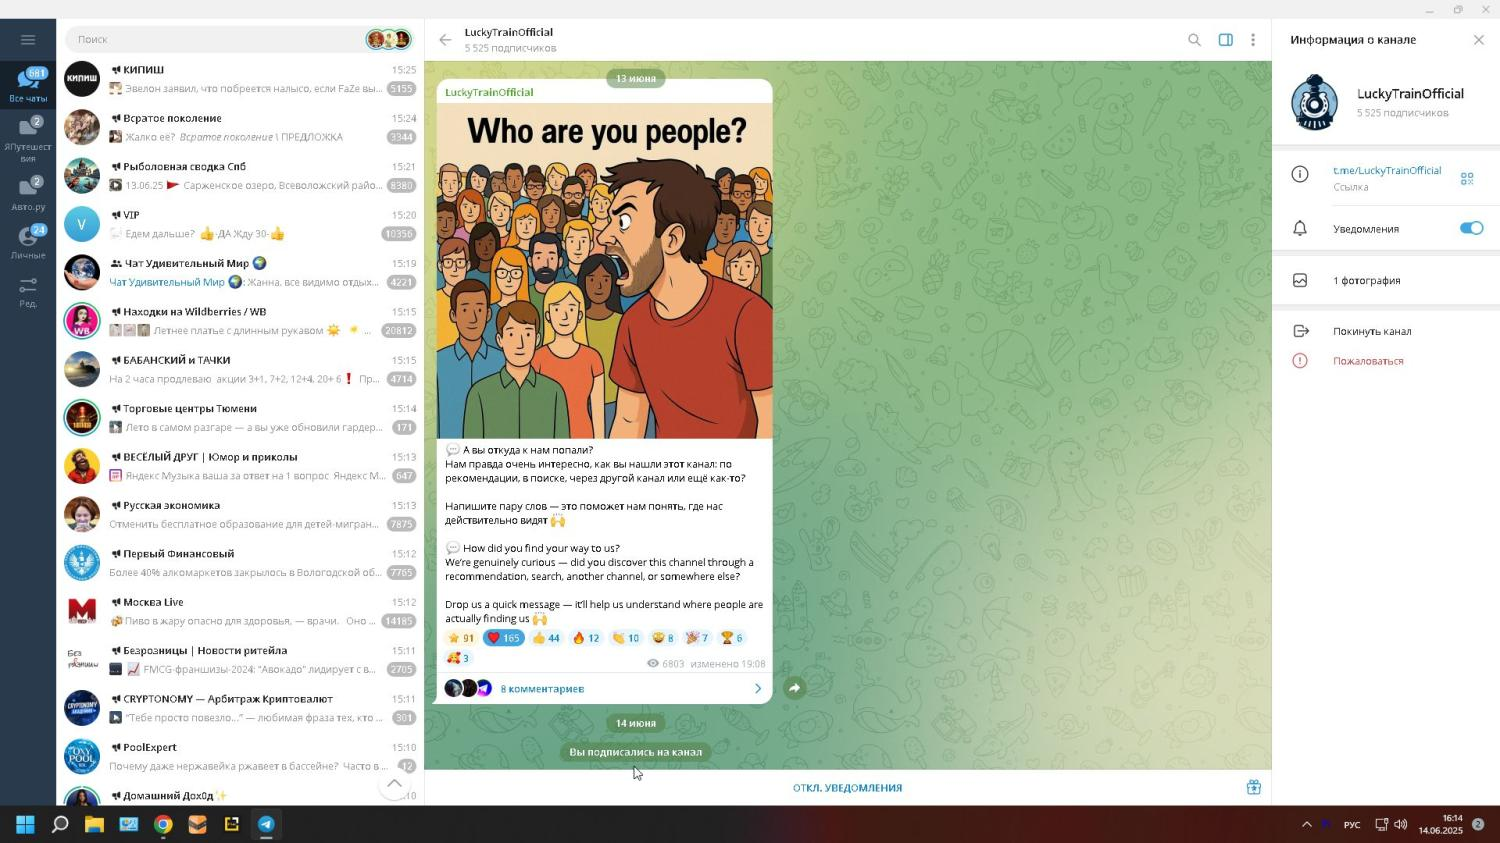 Поиск
LuckyTrainOfficial
5 525 подписчиков
Информация о канале
681
Все чаты
2
ЯПутешест
вия
2
Авто.ру
24
Личные
Ред.
КИПИШ
КИПИШ 15:25
Эвелон заявил, что побреется налысо, если FaZe вы... 5155
Всратое поколение 15:24
Жалко её? Всратое поколение \ ПРЕДЛОЖКА 3344
Рыболовная сводка Спб 15:21
13.06.25 Сарженское озеро, Всеволожский райо... 8380
V
VIP 15:20
Едем дальше? 👍-ДА Жду 30-👍 10356
Чат Удивительный Мир 🌍 15:19
Чат Удивительный Мир 🌍: Жанна, все видимо отдых... 4221
WB
Находки на Wildberries / WB 15:15
Летнее платье с длинным рукавом ☀️ ... 20812
БАБАНСКИЙ и ТАЧКИ 15:15
На 2 часа продлеваю акции 3+1, 7+2, 12+4, 20+ 6❗ Пр... 4714
Торговые центры Тюмени 15:14
Лето в самом разгаре — а вы уже обновили гардер... 171
ВЕСЁЛЫЙ ДРУГ | Юмор и приколы 15:13
Яндекс Музыка ваша за ответ на 1 вопрос Яндекс М... 647
Русская экономика 15:13
Отменить бесплатное образование для детей-мигран... 7875
Первый Финансовый 15:12
Более 40% алкомаркетов закрылось в Вологодской об... 7765
Москва Live 15:12
Пиво в жару опасно для здоровья, — врачи. Оно ... 14185
Безрозницы | Новости ритейла 15:11
📈 FMCG-франшизы-2024: "Авокадо" лидирует с в... 2705
CRYPTONOMY — Арбитраж Криптовалют 15:11
"Тебе просто повезло..." — любимая фраза тех, кто ... 301
PoolExpert 15:10
Почему даже нержавейка ржавеет в бассейне? Часто в ... 12
Домашний Дох0д✨
13 июня
LuckyTrainOfficial
Who are you people?
💬 А вы откуда к нам попали?
Нам правда очень интересно, как вы нашли этот канал: по
рекомендации, в поиске, через другой канал или ещё как-то?
Напишите пару слов — это поможет нам понять, где нас
действительно видят 🙌
💬 How did you find your way to us?
We're genuinely curious — did you discover this channel through a
recommendation, search, another channel, or somewhere else?
Drop us a quick message — it'll help us understand where people are
actually finding us 🙌
91 165 44 12 10 8 7 6
3 6803 изменено 19:08
8 комментариев
14 июня
Вы подписались на канал
ОТКЛ. УВЕДОМЛЕНИЯ
LuckyTrainOfficial
5 525 подписчиков
t.me/LuckyTrainOfficial
Ссылка
Уведомления
1 фотография
Покинуть канал
Пожаловаться
РУС
16:14
14.06.2025
2